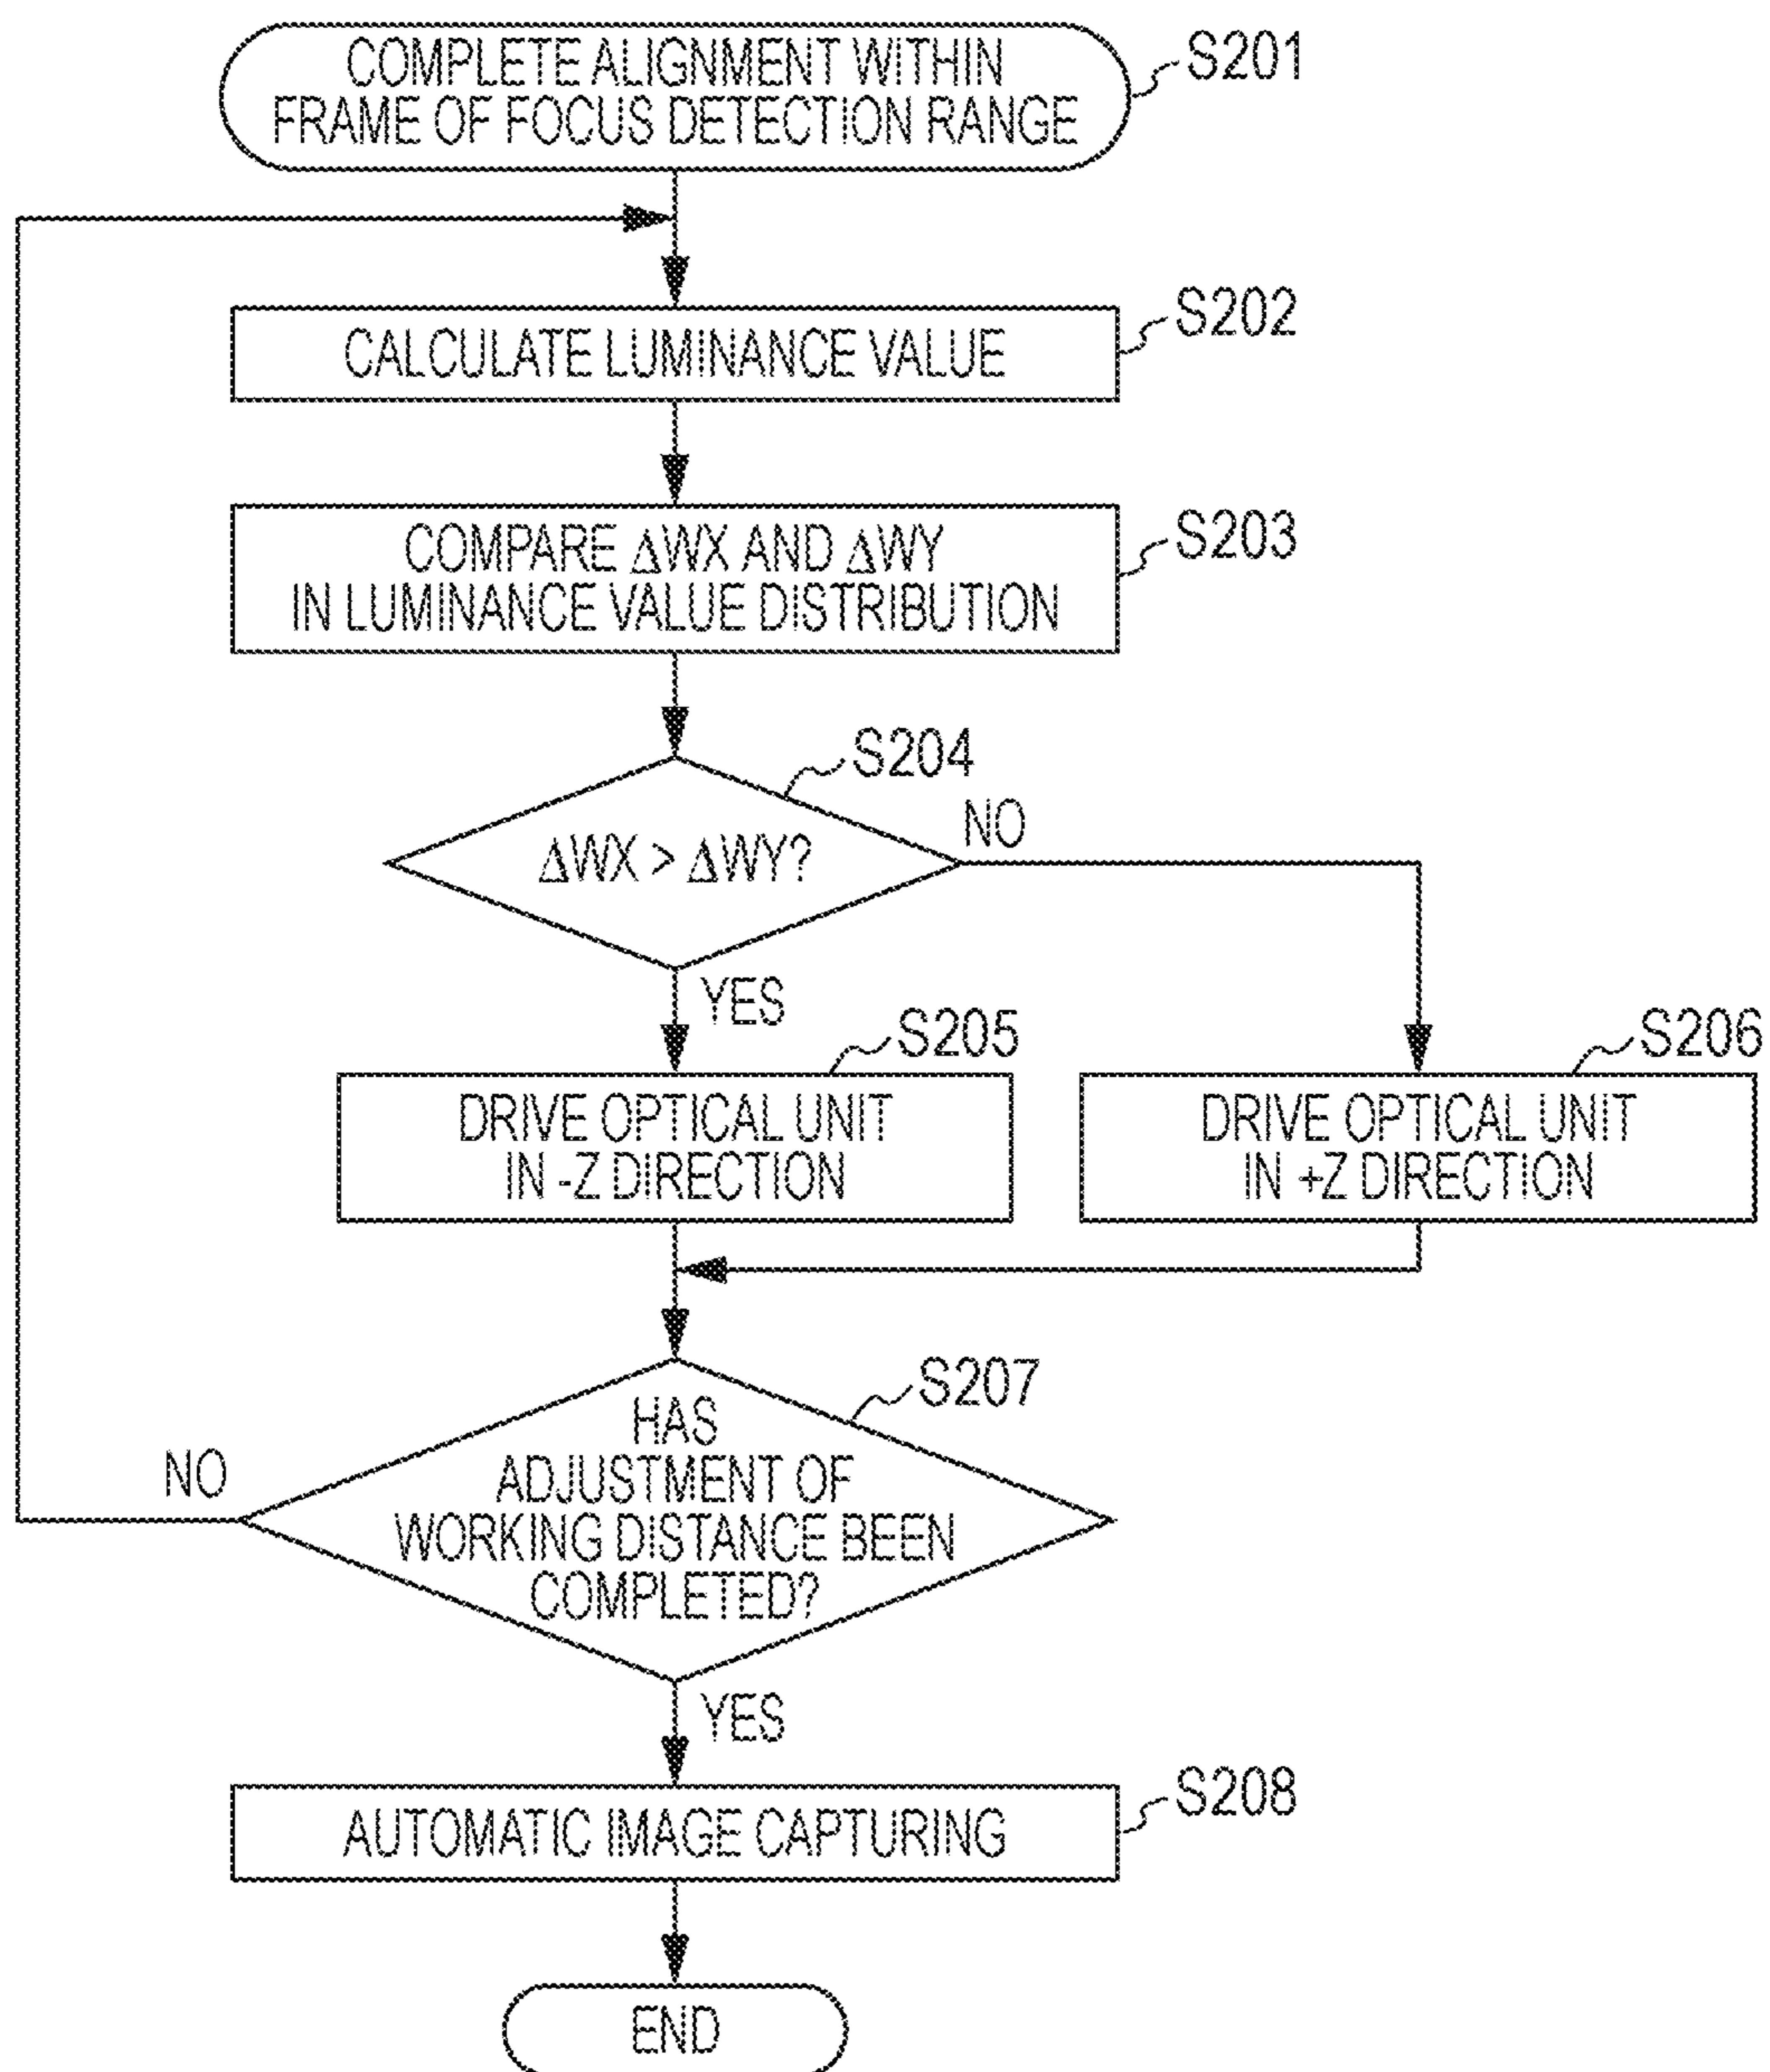 COMPLETE ALIGNMENT WITHIN
FRAME OF FOCUS DETECTION RANGE
S201
CALCULATE LUMINANCE VALUE
S202
COMPARE ΔWX AND ΔWY
IN LUMINANCE VALUE DISTRIBUTION
S203
S204
ΔWX > ΔWY?
NO
YES
S205
DRIVE OPTICAL UNIT
IN -Z DIRECTION
S206
DRIVE OPTICAL UNIT
IN +Z DIRECTION
S207
HAS
ADJUSTMENT OF
WORKING DISTANCE BEEN
COMPLETED?
NO
YES
S208
AUTOMATIC IMAGE CAPTURING
END